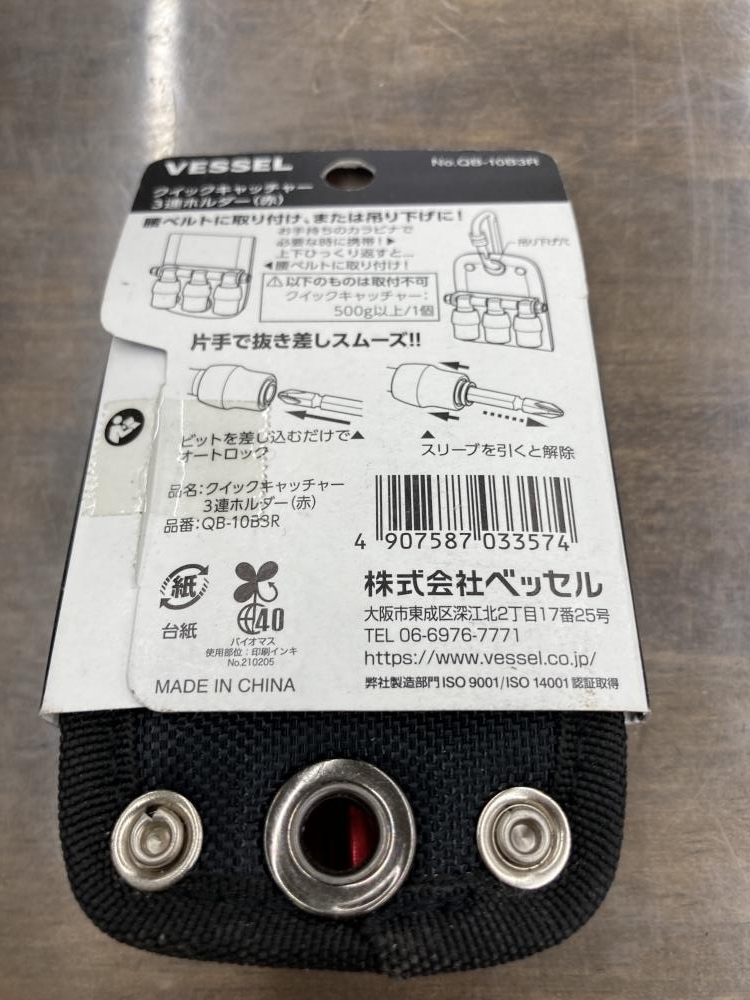 VESSEL
No.QB-10B3R
クイックキャッチャー
3連ホルダー(赤)
腰ベルトに取り付け、または吊り下げに!
お手持ちのカラビナで
必要な時に携帯!▶
上下ひっくり返すと…
◀腰ベルトに取り付け!
吊り下げ穴
⚠以下のものは取付不可
クイックキャッチャー:
500g以上/1個
片手で抜き差しスムーズ!!
ビットを差し込むだけで▲
オートロック
▲
スリーブを引くと解除
品名:クイックキャッチャー
3連ホルダー(赤)
品番:QB-10B3R
4 907587 033574
紙
台紙
40
バイオマス
使用部位:印刷インキ
No.210205
MADE IN CHINA
株式会社ベッセル
大阪市東成区深江北2丁目17番25号
TEL 06-6976-7771
https://www.vessel.co.jp/
弊社製造部門 ISO 9001/ISO 14001 認証取得